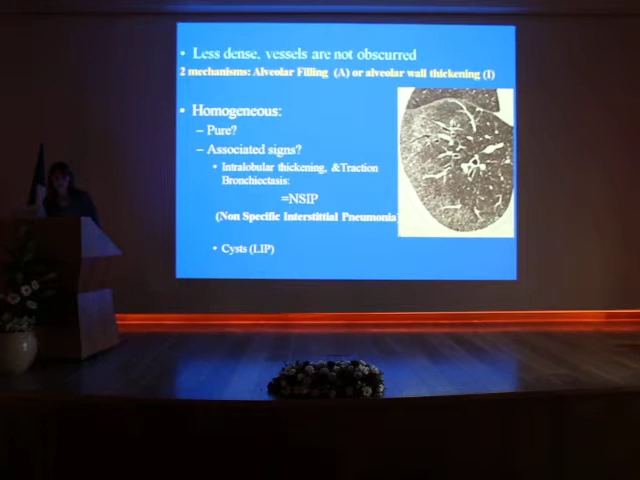 • Less dense. vessels are not obscurred
2 mechanisms: Alveolar Filling (A) or alveolar wall thickening (I)
• Homogeneous:
– Pure?
– Associated signs?
• Intralobular thickening, &Traction
Bronchiectasis:
=NSIP
(Non Specific Interstitial Pneumonia)
• Cysts (LIP)